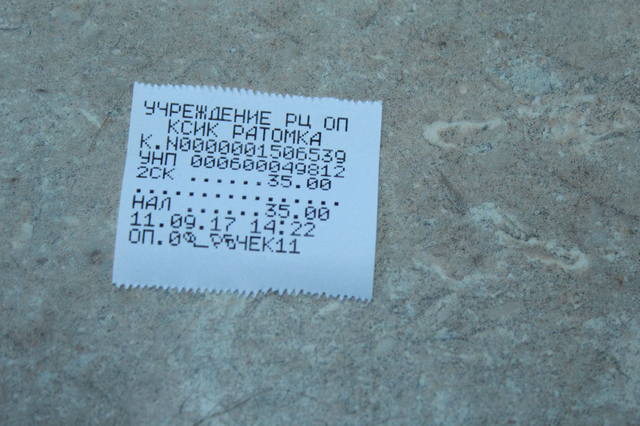 УЧРЕЖДЕНИЕ РЦ ОП
КСИК РАТОМКА
К.N0000001506539
УНП 000600049812
2СК ......35.00
................
НАЛ ......35.00
11.09.17 14:22
ЧЕК11